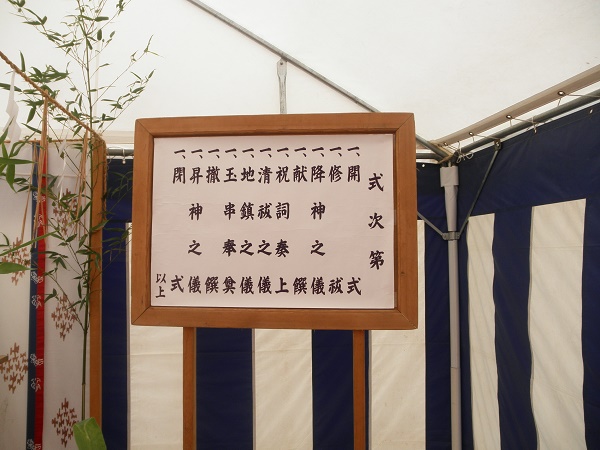 式次第
一、開式
一、修祓
一、降神之儀
一、献饌
一、祝詞奏上
一、清祓之儀
一、地鎮之儀
一、玉串奉奠
一、撤饌
一、昇神之儀
一、閉式
以上